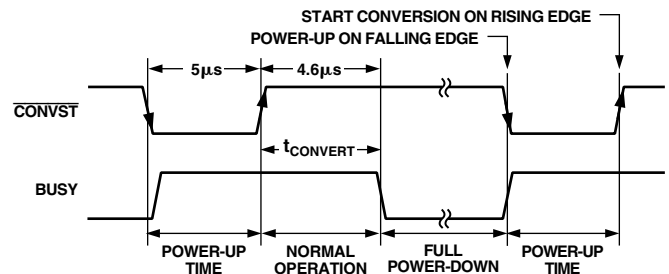 START CONVERSION ON RISING EDGE
POWER-UP ON FALLING EDGE
5µs
4.6µs
CONVST
tCONVERT
BUSY
POWER-UP
TIME
NORMAL
OPERATION
FULL
POWER-DOWN
POWER-UP
TIME